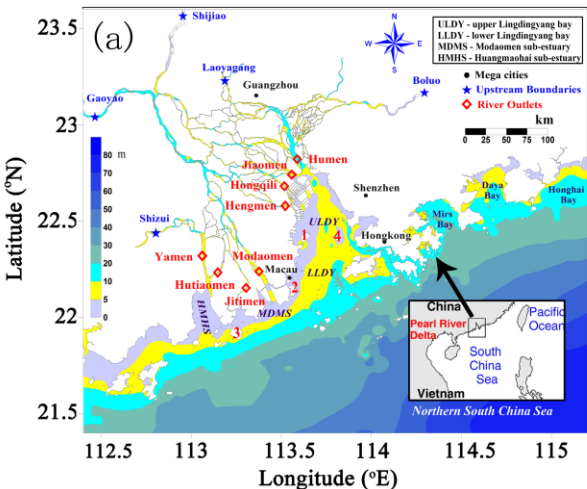 (a)
Shijiao
Laoyagang
Guangzhou
Gaoyao
Boluo
N
W
E
S
ULDY - upper Lingdingyang bay
LLDY - lower Lingdingyang bay
MDMS - Modaomen sub-estuary
HMHS - Huangmaohai sub-estuary
Mega cities
Upstream Boundaries
River Outlets
km
0 25 50 75 100
Humen
Jiaomen
Hongqili
Hengmen
Shenzhen
Hongkong
Mirs
Bay
Daya
Bay
Honghai
Bay
80 m
70
60
50
40
30
20
10
5
0
Shizui
Yamen
Hutiaomen
Modaomen
Jitimen
Macau
ULDY
LLDY
MDMS
HMHS
1
2
3
4
China
Pearl River
Delta
Pacific
Ocean
South
China
Sea
Vietnam
Northern South China Sea
23.5
23
22.5
22
21.5
Latitude (°N)
112.5 113 113.5 114 114.5 115
Longitude (°E)